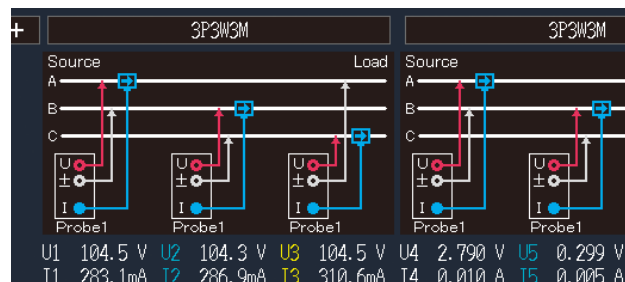 + 3P3W3M 3P3W3M
Source Load Source
A A
B B
C C
U U U U U
± ± ± ± ±
I I I I I
Probe1 Probe1 Probe1 Probe1 Probe1
U1 104.5 V U2 104.3 V U3 104.5 V U4 2.790 V U5 0.299 V
I1 283.1mA I2 286.9mA I3 310.6mA I4 0.010 A I5 0.005 A